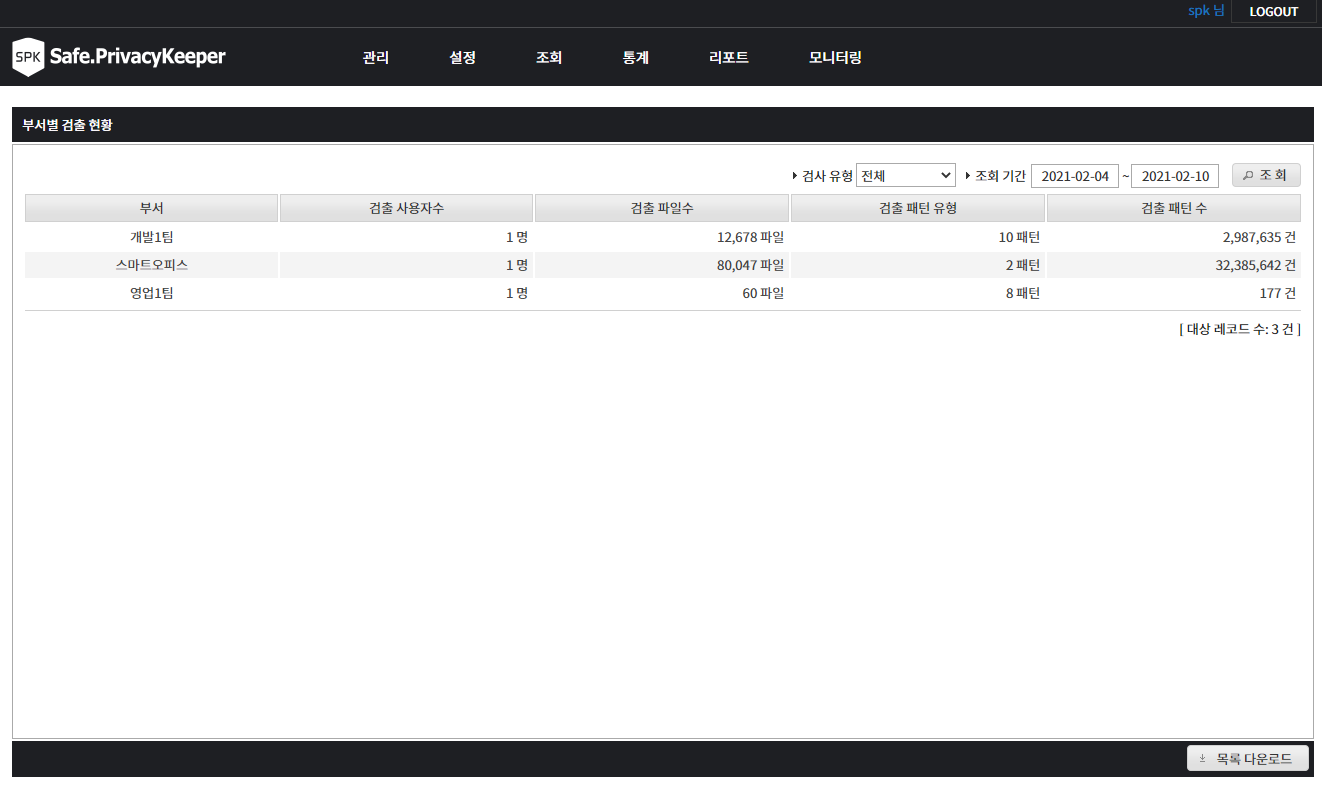 spk 님 LOGOUT
SPK Safe.PrivacyKeeper 관리 설정 조회 통계 리포트 모니터링
부서별 검출 현황
검사 유형 전체 조회 기간 2021-02-04 ~ 2021-02-10 조 회
부서 검출 사용자수 검출 파일수 검출 패턴 유형 검출 패턴 수
개발1팀 1 명 12,678 파일 10 패턴 2,987,635 건
스마트오피스 1 명 80,047 파일 2 패턴 32,385,642 건
영업1팀 1 명 60 파일 8 패턴 177 건
[ 대상 레코드 수: 3 건 ]
목록 다운로드